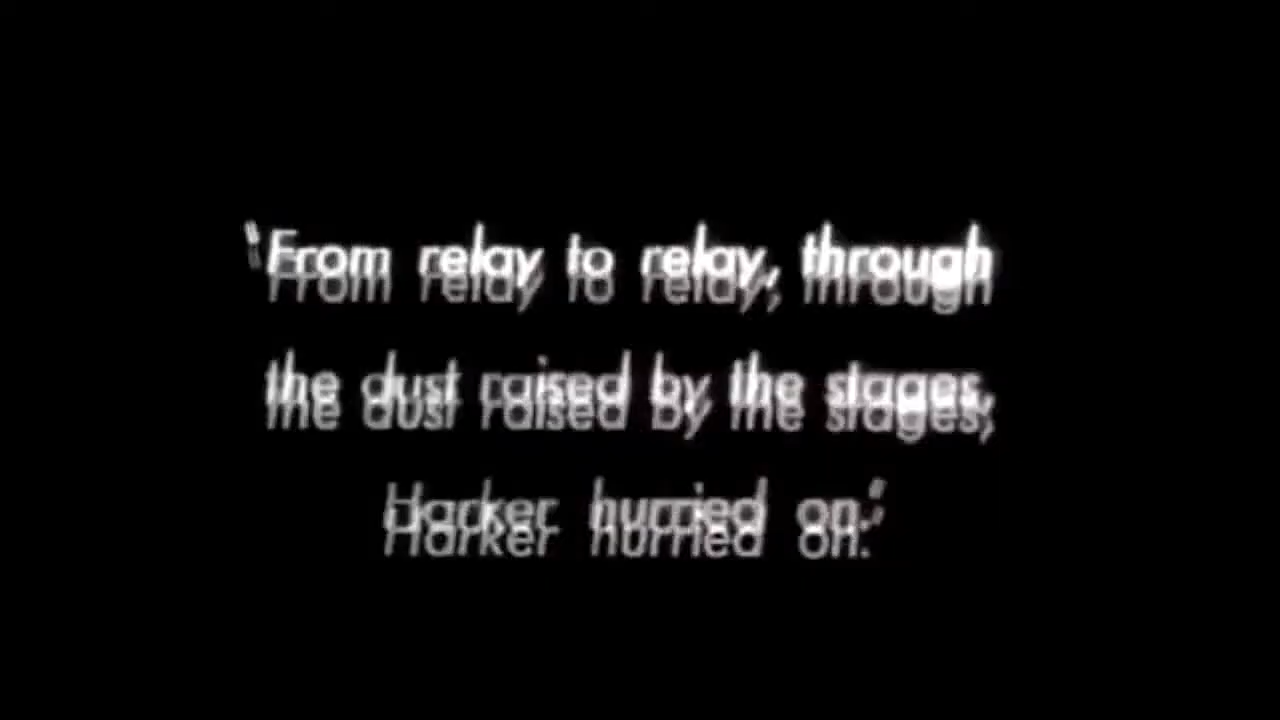 "From relay to relay, through
the dust raised by the stages,
Harker hurried on."